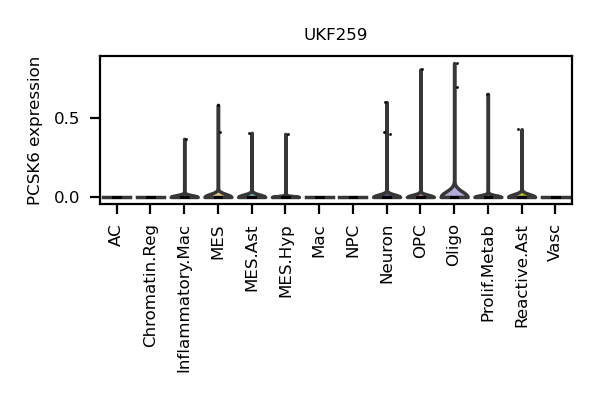 UKF259
PCSK6 expression
0.5
0.0
AC
Chromatin.Reg
Inflammatory.Mac
MES
MES.Ast
MES.Hyp
Mac
NPC
Neuron
OPC
Oligo
Prolif.Metab
Reactive.Ast
Vasc